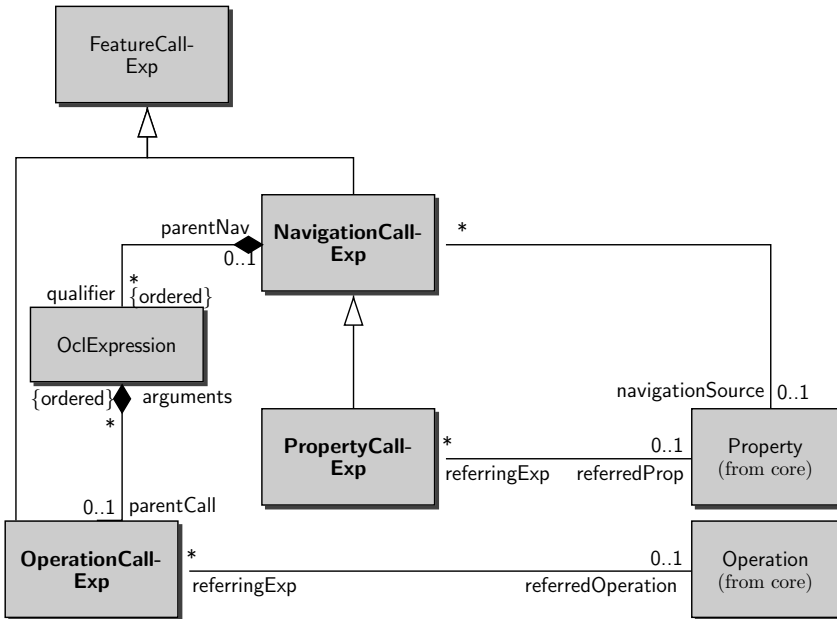 FeatureCall-
Exp
parentNav
0..1
NavigationCall-
Exp
*
*
qualifier
{ordered}
OclExpression
{ordered}
arguments
*
navigationSource
0..1
PropertyCall-
Exp
*
0..1
referringExp
referredProp
Property
(from core)
0..1
parentCall
OperationCall-
Exp
*
0..1
referringExp
referredOperation
Operation
(from core)